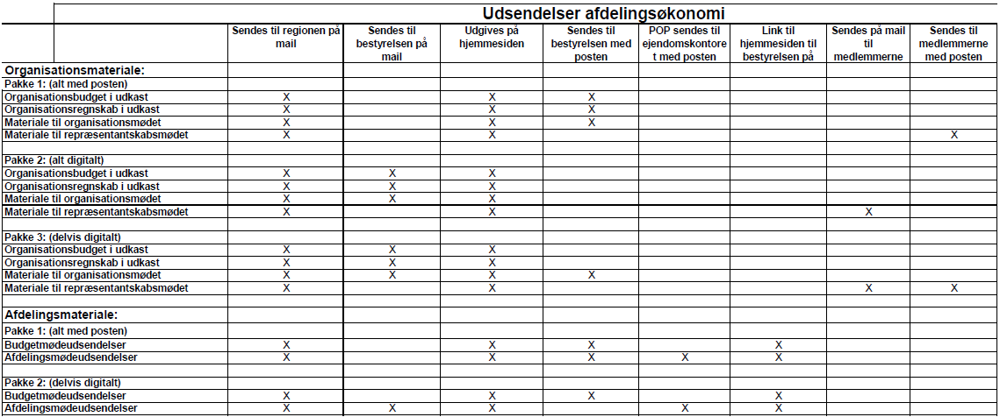 Udsendelser afdelingsøkonomi
Sendes til regionen på mail Sendes til bestyrelsen på mail Udgives på hjemmesiden Sendes til bestyrelsen med posten POP sendes til ejendomskontoret med posten Link til hjemmesiden til bestyrelsen på Sendes på mail til medlemmerne Sendes til medlemmerne med posten
Organisationsmateriale:
Pakke 1: (alt med posten)
Organisationsbudget i udkast X X X
Organisationsregnskab i udkast X X X
Materiale til organisationsmødet X X X
Materiale til repræsentantskabsmødet X X X
Pakke 2: (alt digitalt)
Organisationsbudget i udkast X X X
Organisationsregnskab i udkast X X X
Materiale til organisationsmødet X X X
Materiale til repræsentantskabsmødet X X X
Pakke 3: (delvis digitalt)
Organisationsbudget i udkast X X X
Organisationsregnskab i udkast X X X
Materiale til organisationsmødet X X X X
Materiale til repræsentantskabsmødet X X X X
Afdelingsmateriale:
Pakke 1: (alt med posten)
Budgetmødeudsendelser X X X X
Afdelingsmødeudsendelser X X X X X
Pakke 2: (delvis digitalt)
Budgetmødeudsendelser X X X X
Afdelingsmødeudsendelser X X X X X